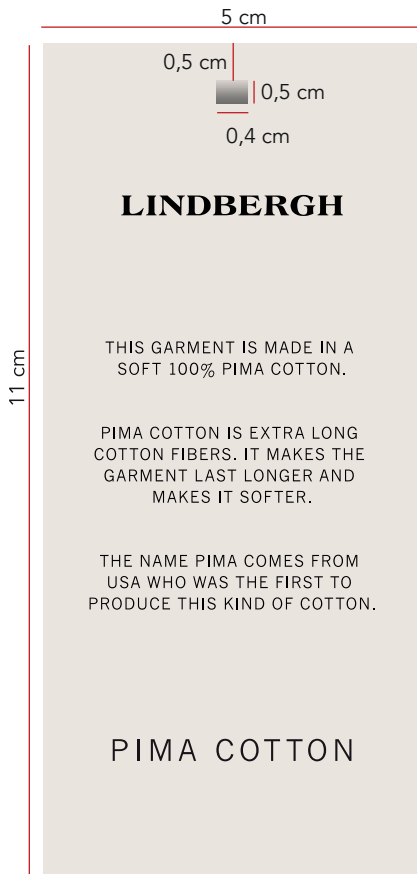 5 cm
0,5 cm
0,5 cm
0,4 cm
11 cm
LINDBERGH
THIS GARMENT IS MADE IN A
SOFT 100% PIMA COTTON.
PIMA COTTON IS EXTRA LONG
COTTON FIBERS. IT MAKES THE
GARMENT LAST LONGER AND
MAKES IT SOFTER.
THE NAME PIMA COMES FROM
USA WHO WAS THE FIRST TO
PRODUCE THIS KIND OF COTTON.
PIMA COTTON